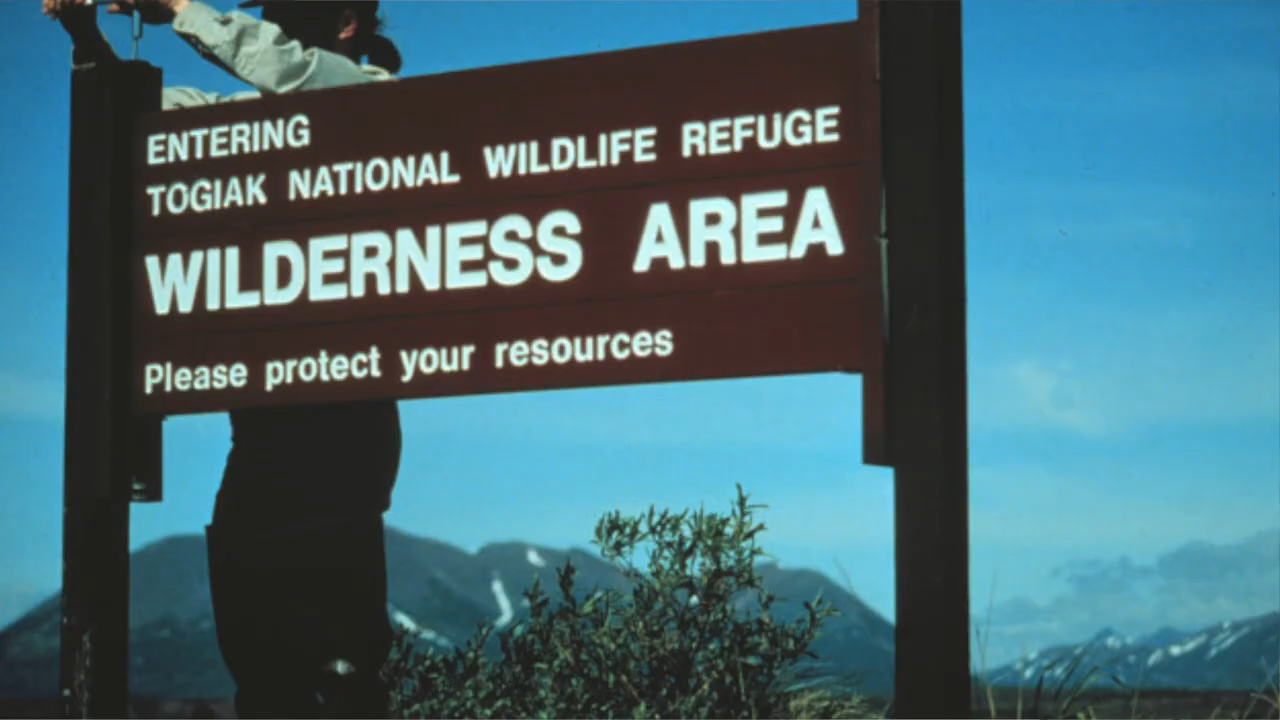 ENTERING
TOGIAK NATIONAL WILDLIFE REFUGE
WILDERNESS AREA
Please protect your resources